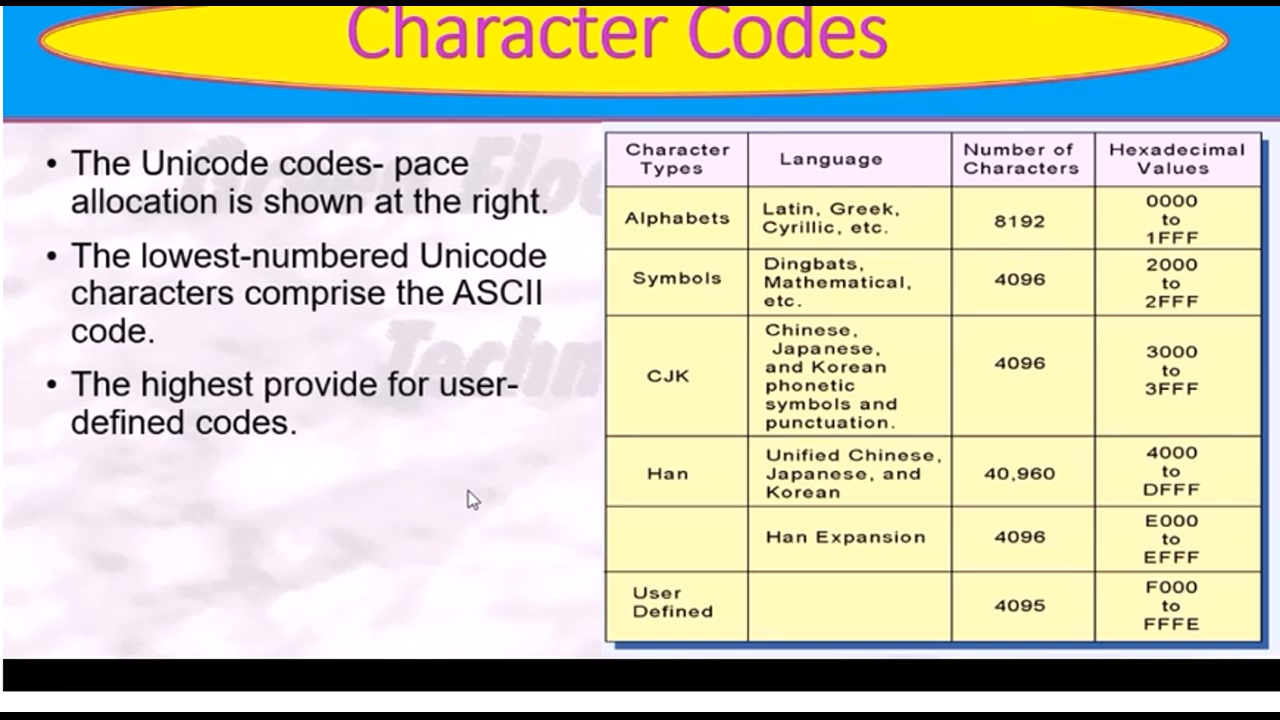 Character Codes
• The Unicode codes- pace
allocation is shown at the right.
• The lowest-numbered Unicode
characters comprise the ASCII
code.
• The highest provide for user-
defined codes.
Character Types | Language | Number of Characters | Hexadecimal Values
Alphabets | Latin, Greek, Cyrillic, etc. | 8192 | 0000 to 1FFF
Symbols | Dingbats, Mathematical, etc. | 4096 | 2000 to 2FFF
CJK | Chinese, Japanese, and Korean phonetic symbols and punctuation. | 4096 | 3000 to 3FFF
Han | Unified Chinese, Japanese, and Korean | 40,960 | 4000 to DFFF
Han Expansion | 4096 | E000 to EFFF
User Defined | 4095 | F000 to FFFE